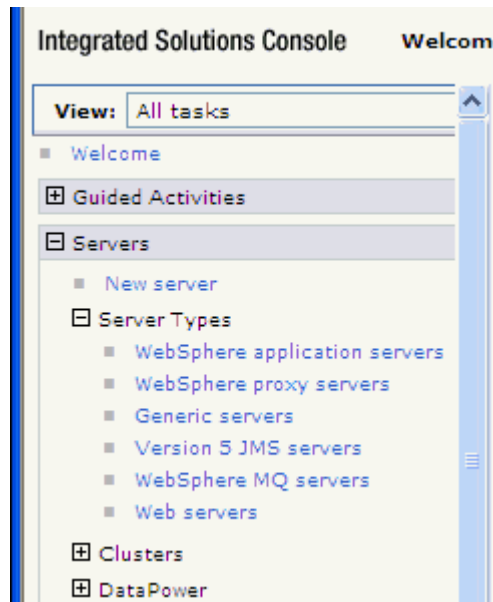 Integrated Solutions Console Welcom
View: All tasks
Welcome
Guided Activities
Servers
New server
Server Types
WebSphere application servers
WebSphere proxy servers
Generic servers
Version 5 JMS servers
WebSphere MQ servers
Web servers
Clusters
DataPower